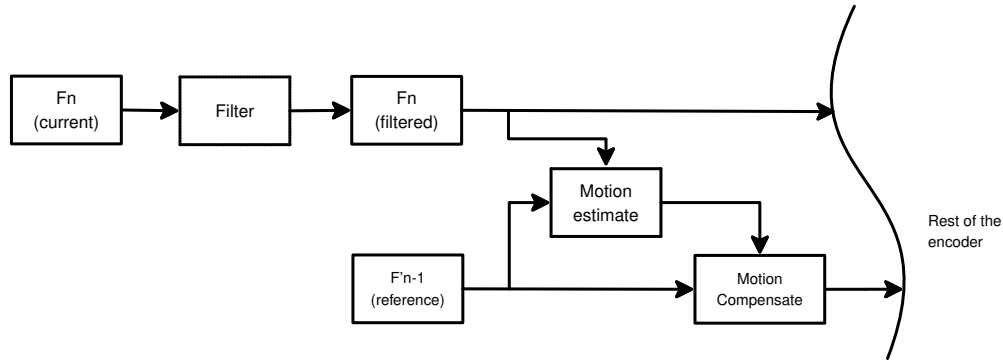 Fn
(current)
Filter
Fn
(filtered)
Motion
estimate
Rest of the
encoder
F'n-1
(reference)
Motion
Compensate